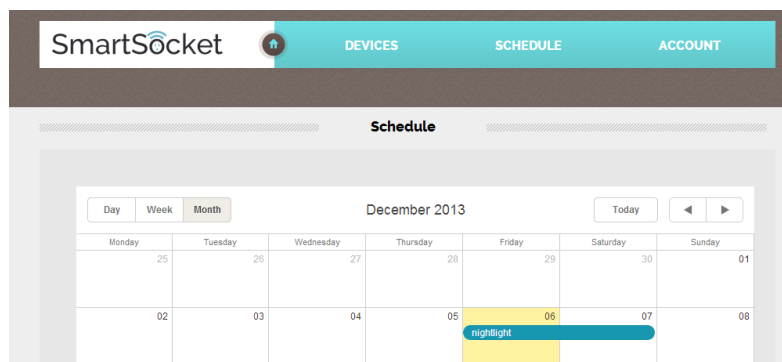 SmartSocket DEVICES SCHEDULE ACCOUNT
Schedule
Day Week Month December 2013 Today
Monday Tuesday Wednesday Thursday Friday Saturday Sunday
25 26 27 28 29 30 01
02 03 04 05 06 07 08
nightlight